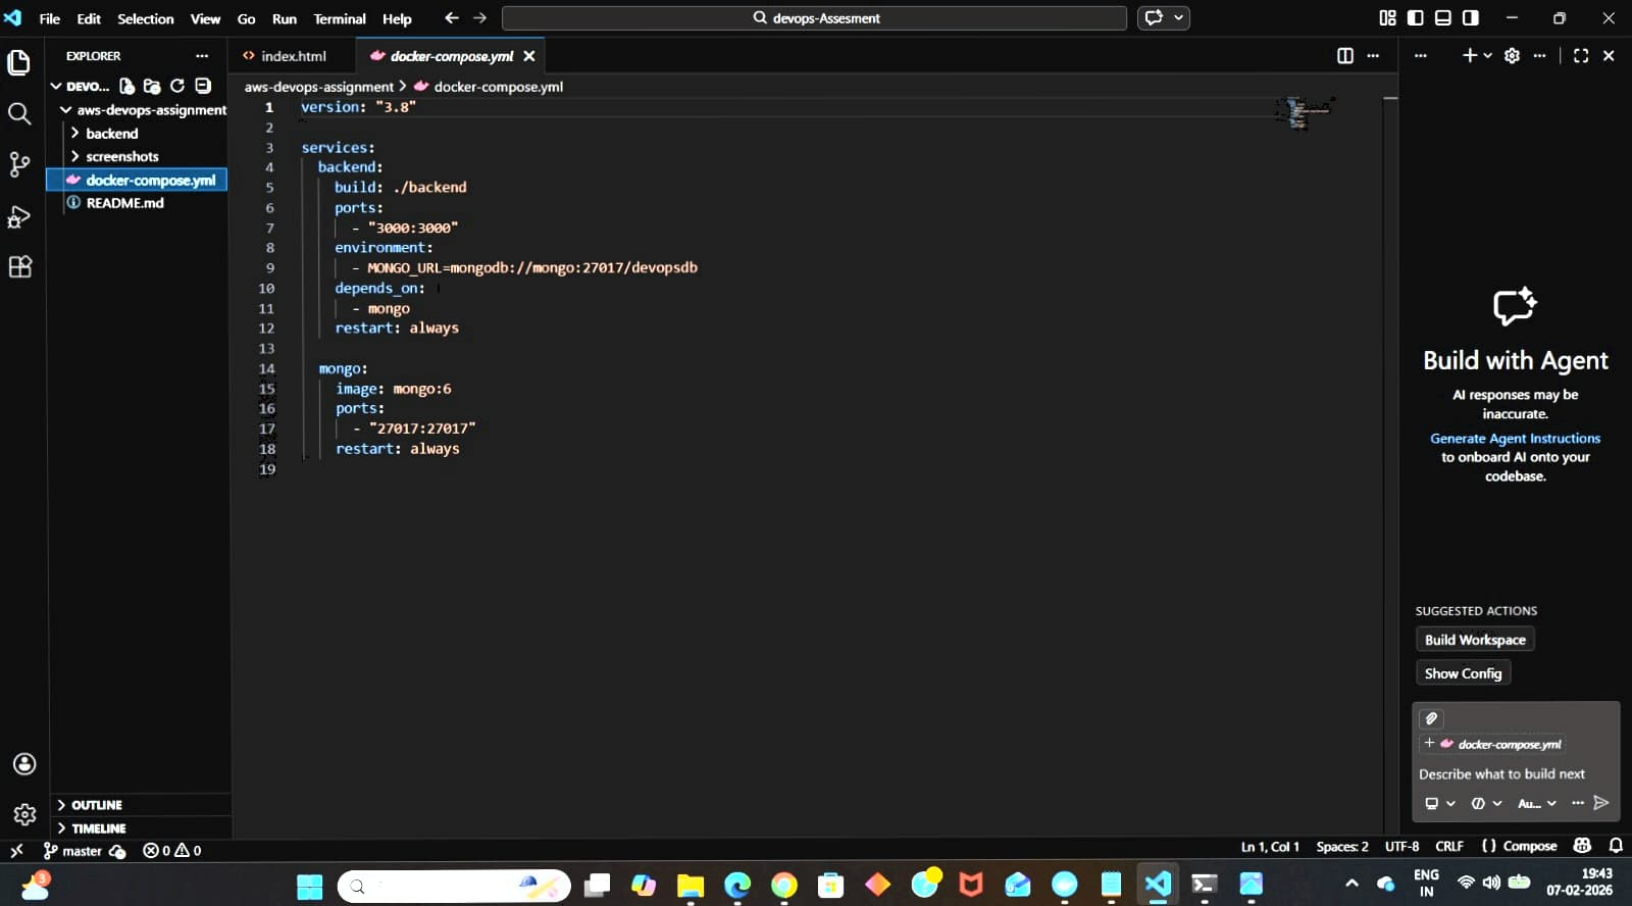 File Edit Selection View Go Run Terminal Help
devops-Assesment
EXPLORER
DEVO...
aws-devops-assignment
backend
screenshots
docker-compose.yml
README.md
OUTLINE
TIMELINE
index.html
docker-compose.yml
aws-devops-assignment > docker-compose.yml
1 version: "3.8"
2
3 services:
4 backend:
5 build: ./backend
6 ports:
7 - "3000:3000"
8 environment:
9 - MONGO_URL=mongodb://mongo:27017/devopsdb
10 depends_on:
11 - mongo
12 restart: always
13
14 mongo:
15 image: mongo:6
16 ports:
17 - "27017:27017"
18 restart: always
19
Build with Agent
AI responses may be
inaccurate.
Generate Agent Instructions
to onboard AI onto your
codebase.
SUGGESTED ACTIONS
Build Workspace
Show Config
docker-compose.yml
Describe what to build next
Au...
master 0 0
Ln 1, Col 1 Spaces: 2 UTF-8 CRLF {} Compose
3
ENG
IN
19:43
07-02-2026